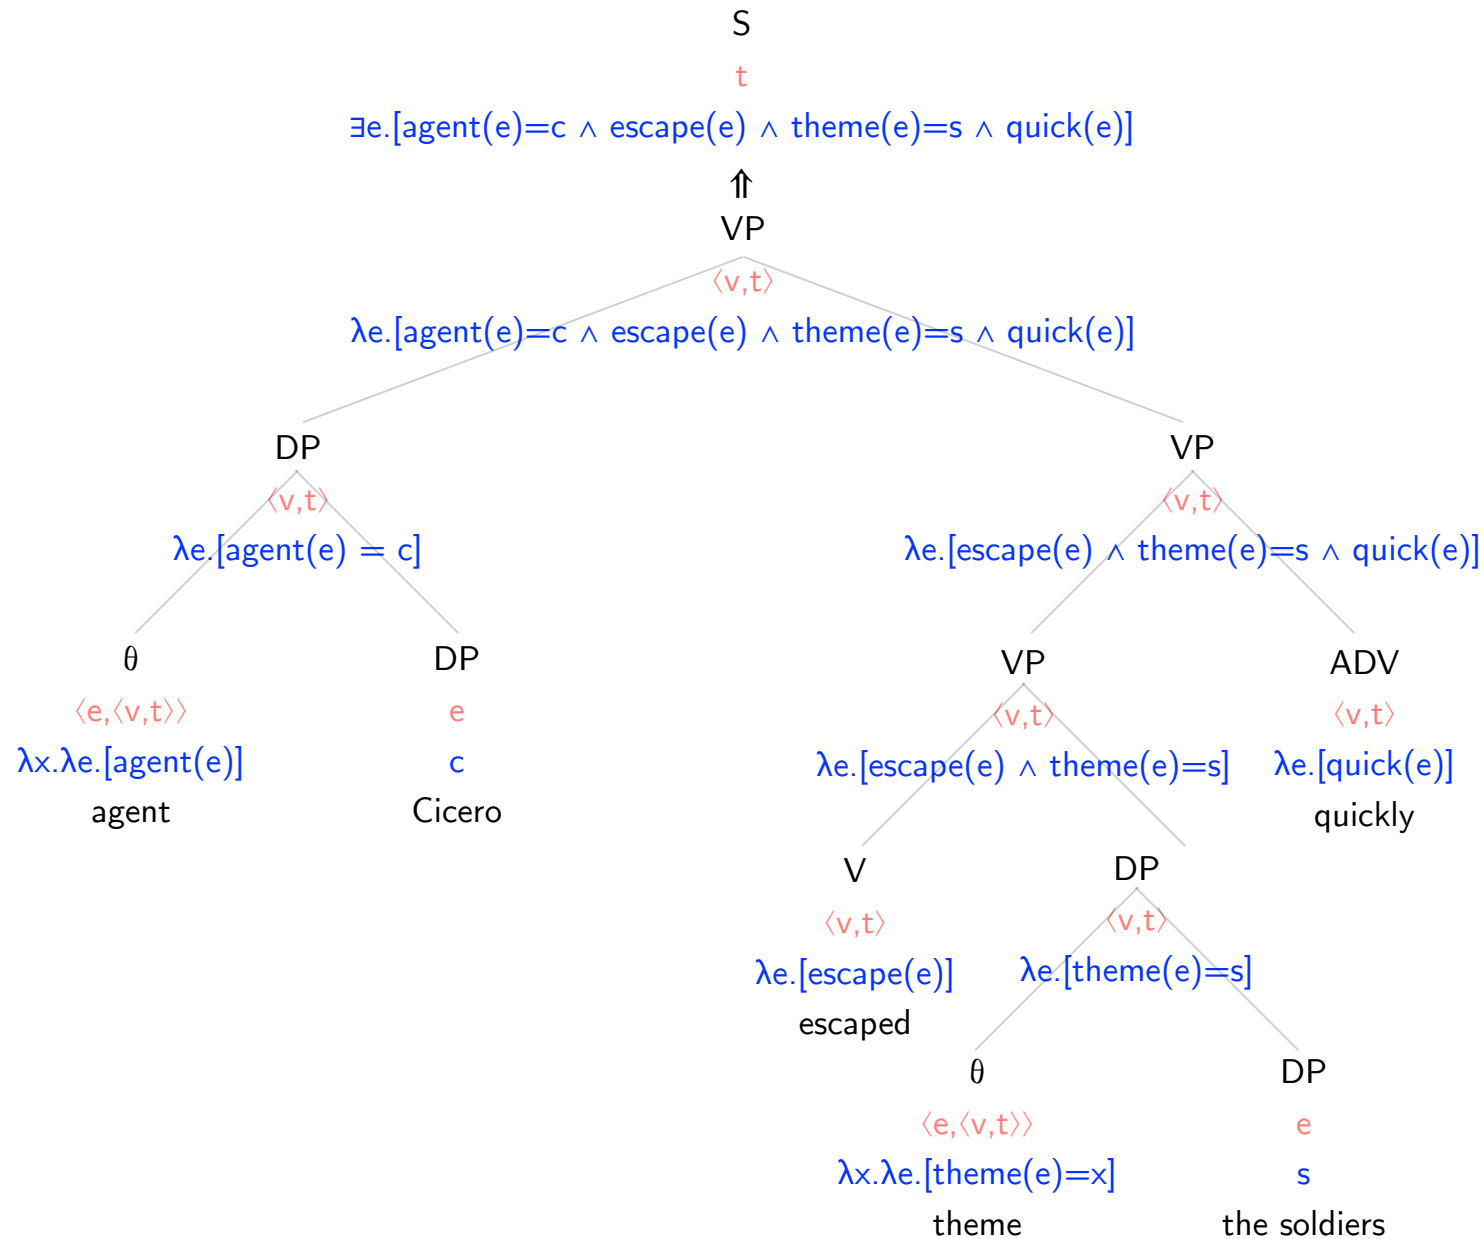 S
t
∃e.[agent(e)=c ∧ escape(e) ∧ theme(e)=s ∧ quick(e)]
⇑
VP
⟨v,t⟩
λe.[agent(e)=c ∧ escape(e) ∧ theme(e)=s ∧ quick(e)]
DP
⟨v,t⟩
λe.[agent(e) = c]
θ
⟨e,⟨v,t⟩⟩
λx.λe.[agent(e)]
agent
DP
e
c
Cicero
VP
⟨v,t⟩
λe.[escape(e) ∧ theme(e)=s ∧ quick(e)]
VP
⟨v,t⟩
λe.[escape(e) ∧ theme(e)=s]
V
⟨v,t⟩
λe.[escape(e)]
escaped
DP
⟨v,t⟩
λe.[theme(e)=s]
θ
⟨e,⟨v,t⟩⟩
λx.λe.[theme(e)=x]
theme
DP
e
s
the soldiers
ADV
⟨v,t⟩
λe.[quick(e)]
quickly